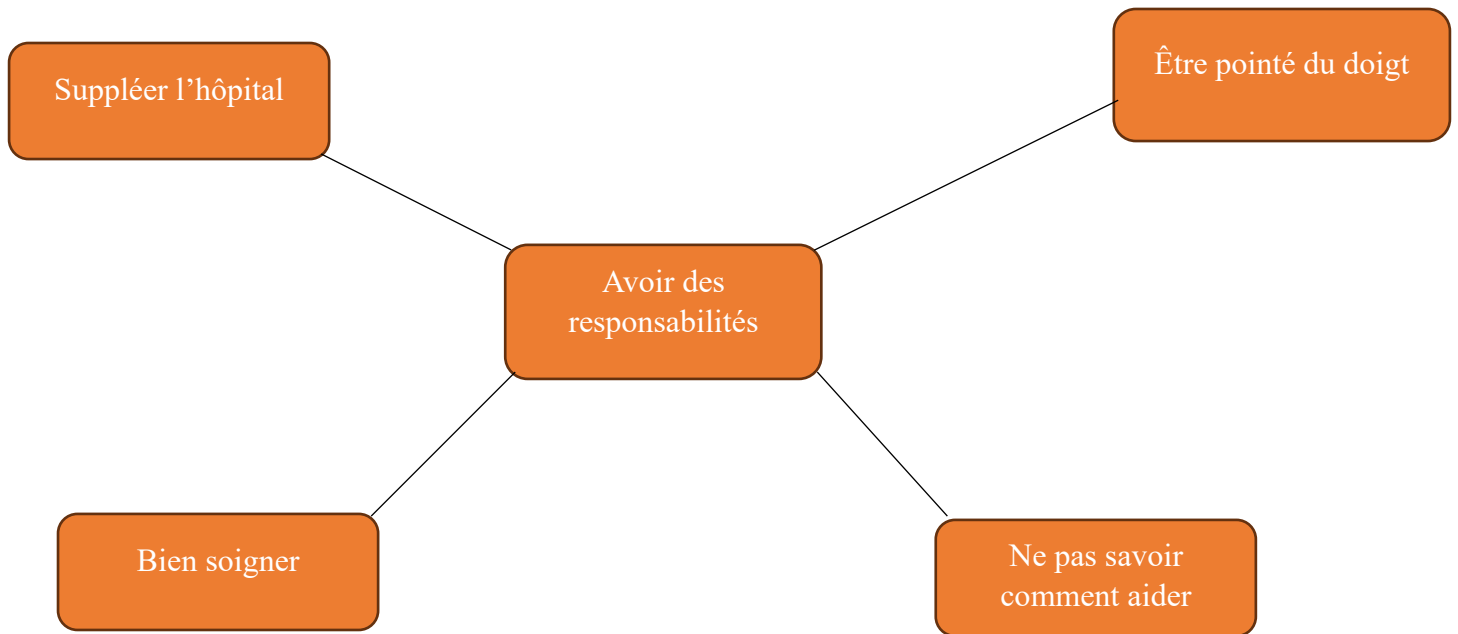 Suppléer l’hôpital
Être pointé du doigt
Avoir des
responsabilités
Bien soigner
Ne pas savoir
comment aider